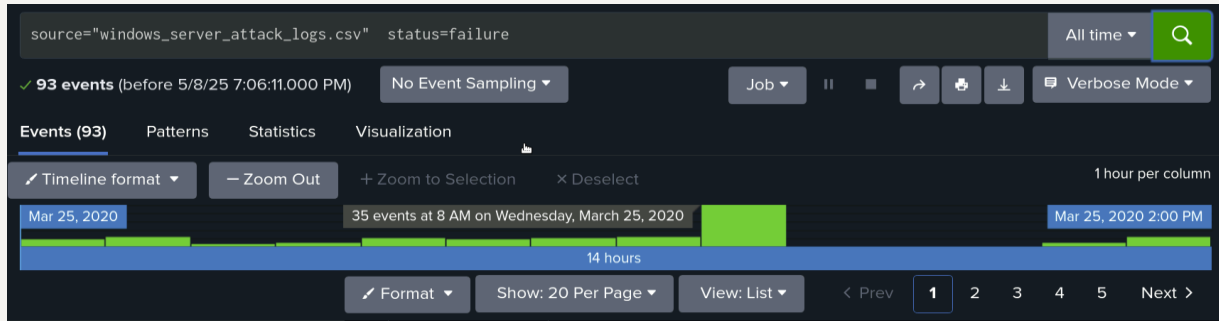 source="windows_server_attack_logs.csv"  status=failure
All time
93 events (before 5/8/25 7:06:11.000 PM)
No Event Sampling
Job
Verbose Mode
Events (93)
Patterns
Statistics
Visualization
Timeline format
— Zoom Out
+ Zoom to Selection
× Deselect
1 hour per column
Mar 25, 2020
35 events at 8 AM on Wednesday, March 25, 2020
Mar 25, 2020 2:00 PM
14 hours
Format
Show: 20 Per Page
View: List
< Prev
1
2
3
4
5
Next >